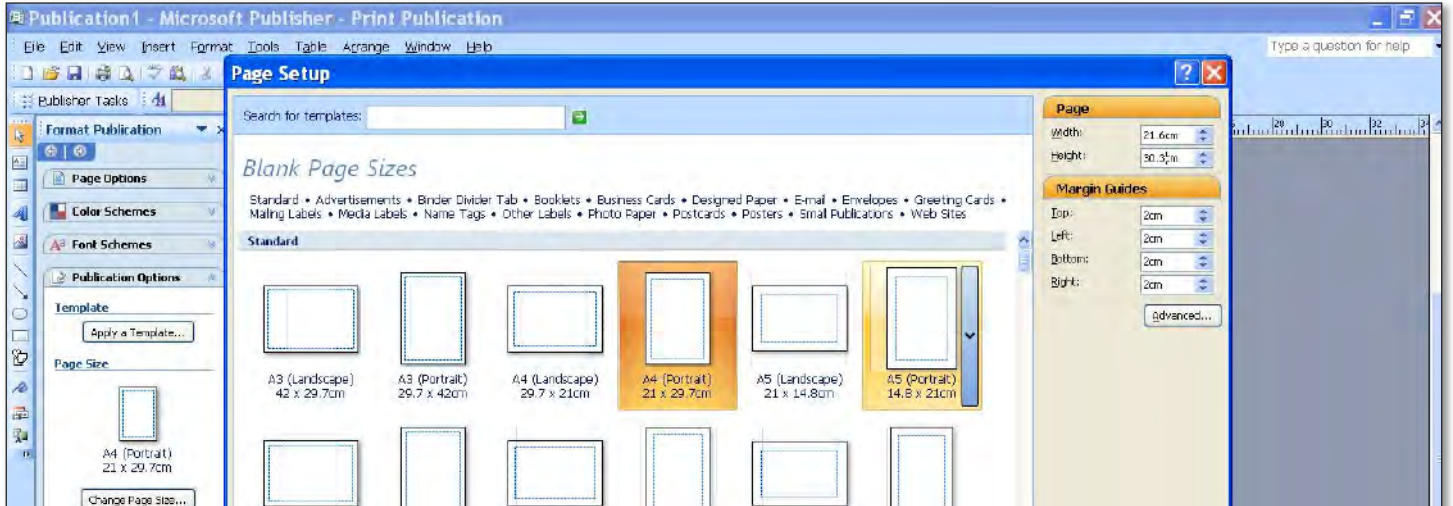 Publication1 - Microsoft Publisher - Print Publication
File Edit View Insert Format Tools Table Arrange Window Help
Type a question for help
Publisher Tasks
Page Setup
Search for templates:
Format Publication
Page Options
Color Schemes
Font Schemes
Publication Options
Template
Apply a Template...
Page Size
A4 (Portrait)
21 x 29.7cm
Change Page Size...
Blank Page Sizes
Standard • Advertisements • Binder Divider Tab • Booklets • Business Cards • Designed Paper • E-mail • Envelopes • Greeting Cards •
Mailing Labels • Media Labels • Name Tags • Other Labels • Photo Paper • Postcards • Posters • Small Publications • Web Sites
Standard
A3 (Landscape)
42 x 29.7cm
A3 (Portrait)
29.7 x 42cm
A4 (Landscape)
29.7 x 21cm
A4 (Portrait)
21 x 29.7cm
A5 (Landscape)
21 x 14.8cm
A5 (Portrait)
14.8 x 21cm
Page
Width: 21.6cm
Height: 30.3cm
Margin Guides
Top: 2cm
Left: 2cm
Bottom: 2cm
Right: 2cm
Advanced...
28 30 32